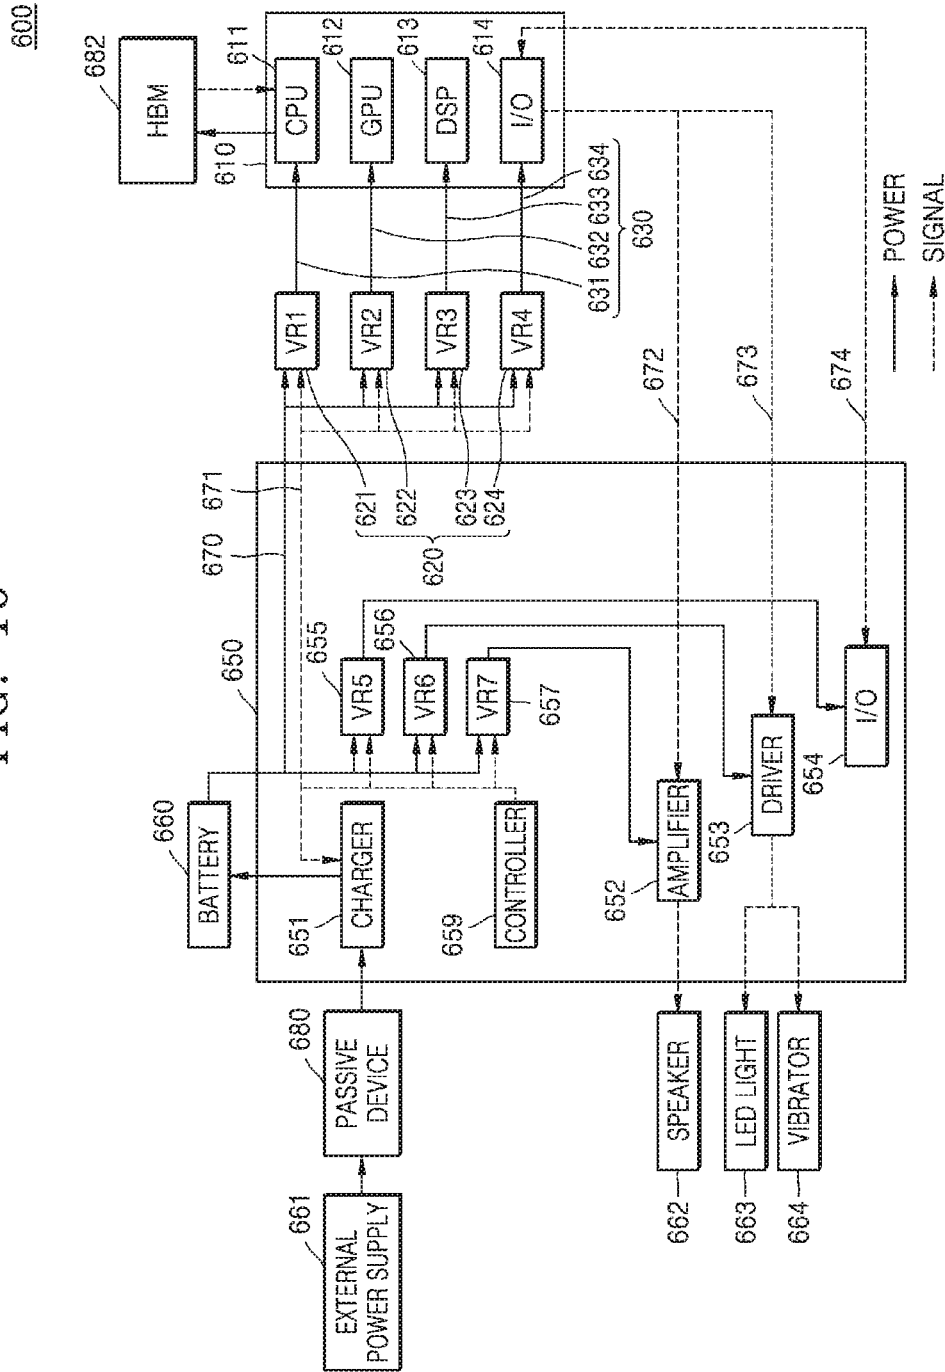 600
HBM
682
610
CPU
611
GPU
612
DSP
613
I/O
614
631
632
633
634
630
VR1
VR2
VR3
VR4
621
622
623
624
620
670
671
672
673
674
650
VR5
655
VR6
656
VR7
657
BATTERY
660
CHARGER
651
CONTROLLER
659
AMPLIFIER
652
DRIVER
653
I/O
654
EXTERNAL
POWER SUPPLY
661
PASSIVE
DEVICE
680
SPEAKER
662
LED LIGHT
663
VIBRATOR
664
POWER
SIGNAL